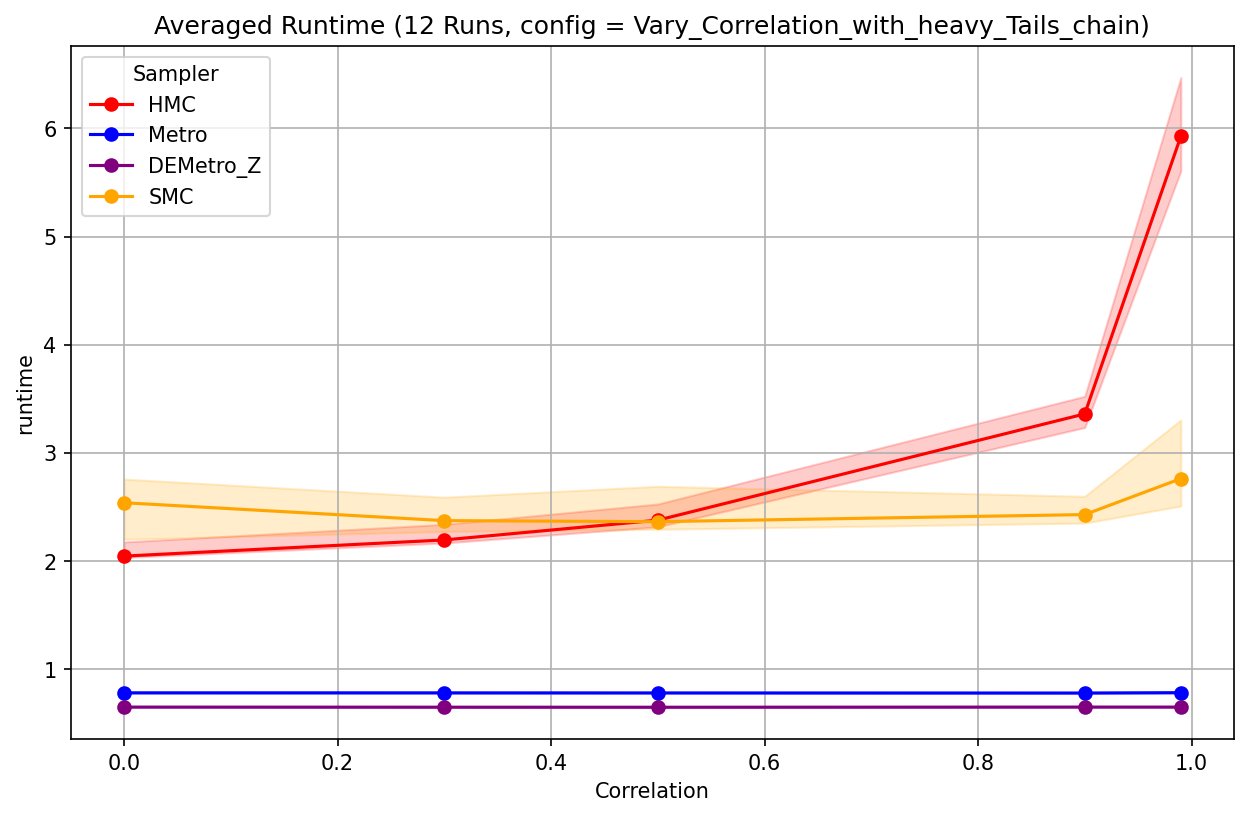 Averaged Runtime (12 Runs, config = Vary_Correlation_with_heavy_Tails_chain)
Sampler
HMC
Metro
DEMetro_Z
SMC
runtime
6
5
4
3
2
1
0.0 0.2 0.4 0.6 0.8 1.0
Correlation